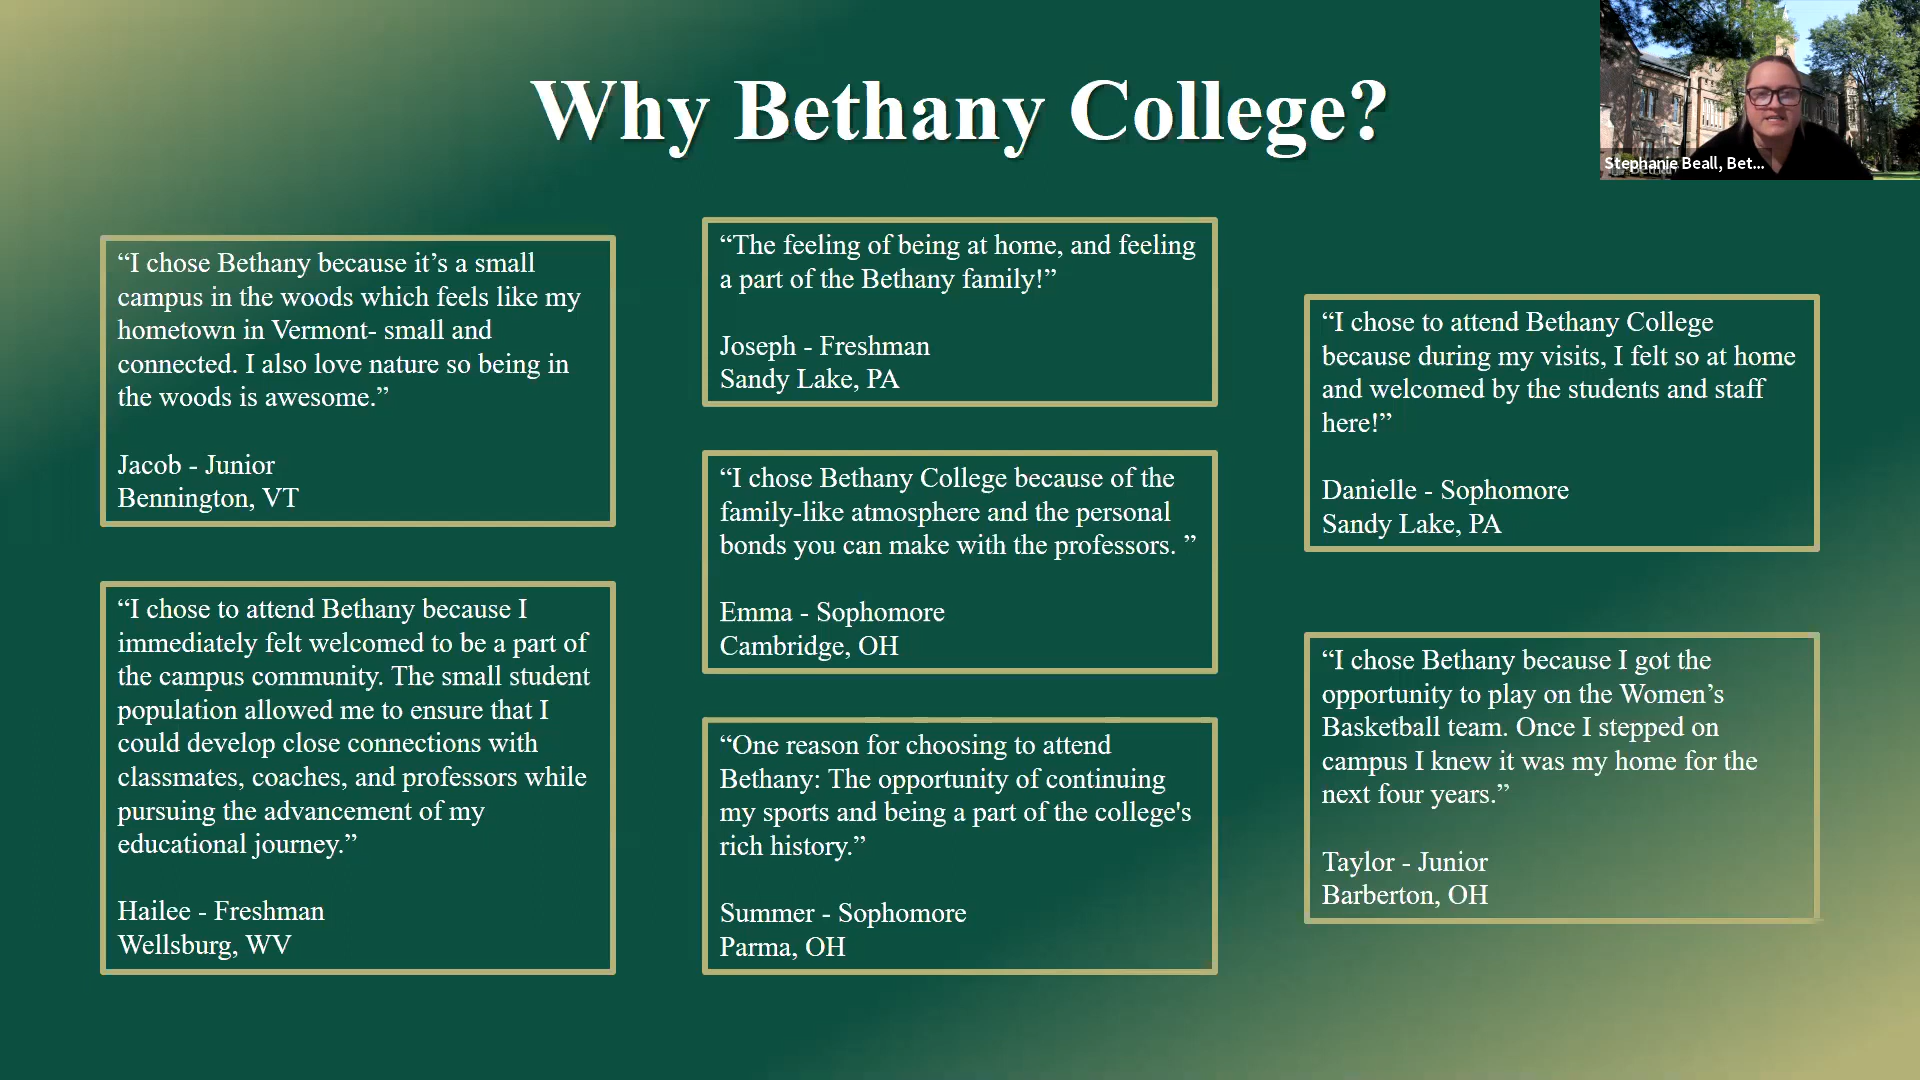 Why Bethany College?
Stephanie Beall, Bet...
“I chose Bethany because it’s a small
campus in the woods which feels like my
hometown in Vermont- small and
connected. I also love nature so being in
the woods is awesome.”
Jacob - Junior
Bennington, VT
“I chose to attend Bethany because I
immediately felt welcomed to be a part of
the campus community. The small student
population allowed me to ensure that I
could develop close connections with
classmates, coaches, and professors while
pursuing the advancement of my
educational journey.”
Hailee - Freshman
Wellsburg, WV
“The feeling of being at home, and feeling
a part of the Bethany family!”
Joseph - Freshman
Sandy Lake, PA
“I chose Bethany College because of the
family-like atmosphere and the personal
bonds you can make with the professors. ”
Emma - Sophomore
Cambridge, OH
“One reason for choosing to attend
Bethany: The opportunity of continuing
my sports and being a part of the college's
rich history.”
Summer - Sophomore
Parma, OH
“I chose to attend Bethany College
because during my visits, I felt so at home
and welcomed by the students and staff
here!”
Danielle - Sophomore
Sandy Lake, PA
“I chose Bethany because I got the
opportunity to play on the Women’s
Basketball team. Once I stepped on
campus I knew it was my home for the
next four years.”
Taylor - Junior
Barberton, OH